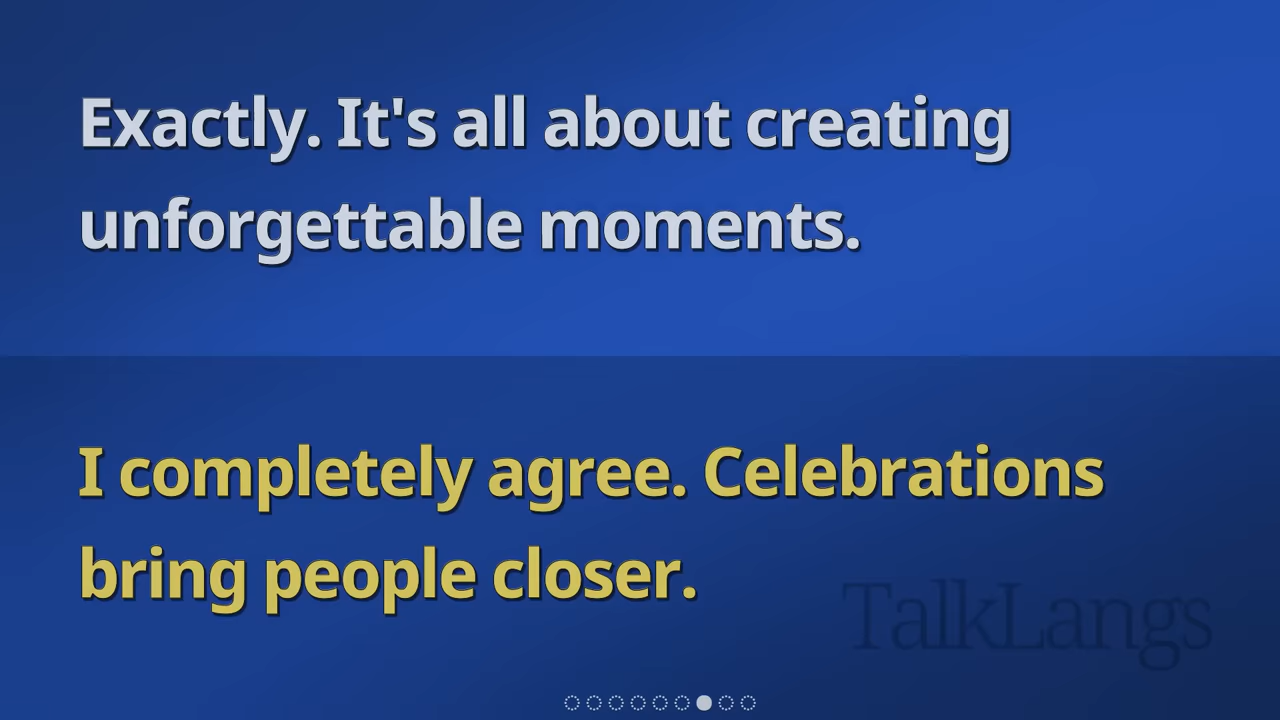 Exactly. It's all about creating
unforgettable moments.
I completely agree. Celebrations
bring people closer.
TalkLangs